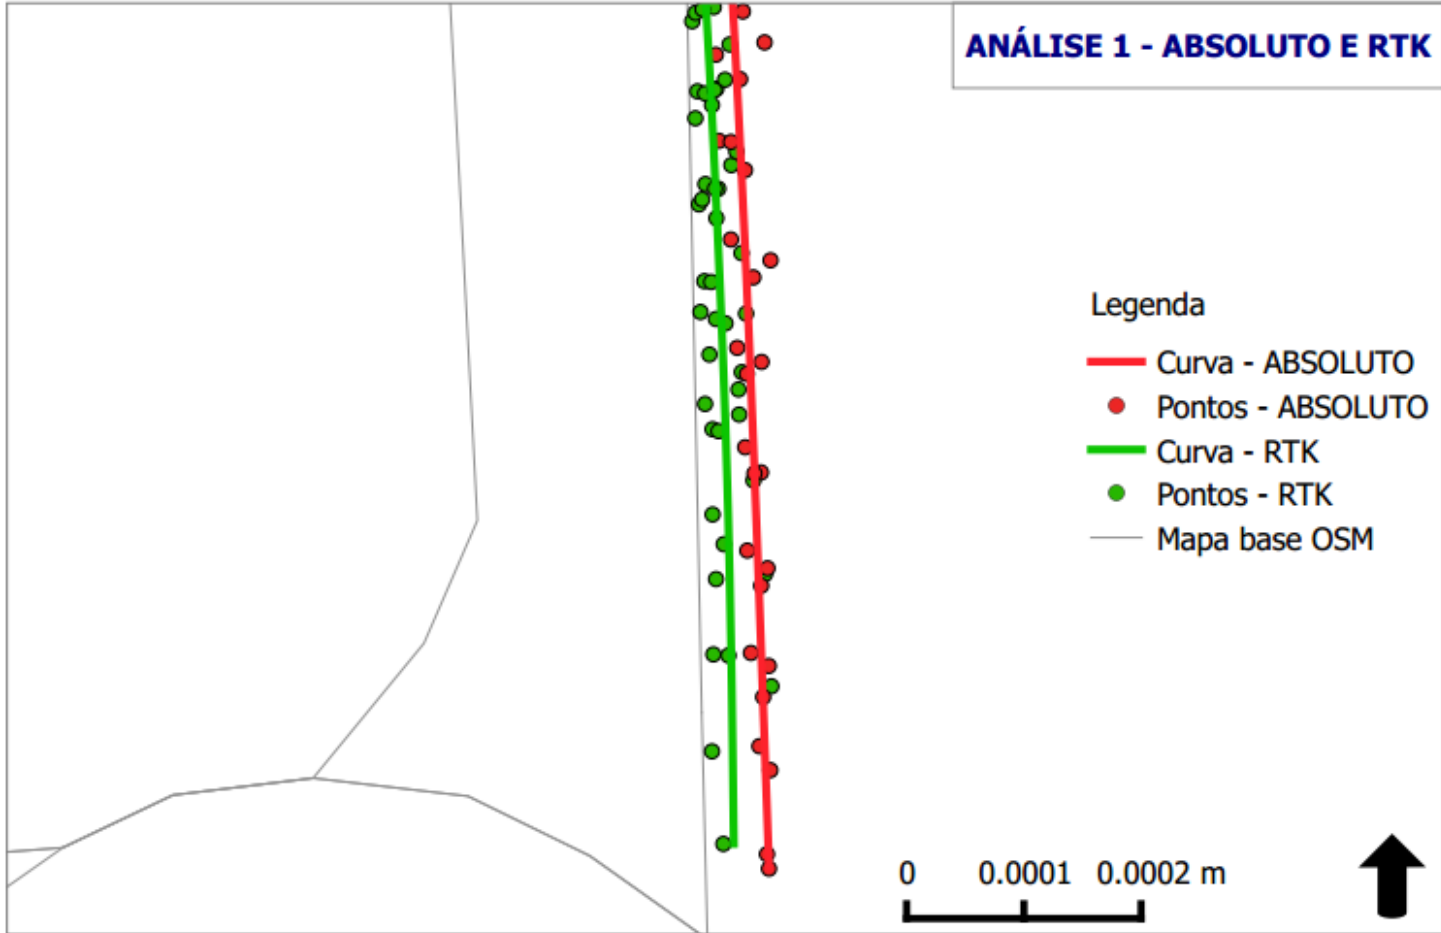 ANÁLISE 1 - ABSOLUTO E RTK
Legenda
Curva - ABSOLUTO
Pontos - ABSOLUTO
Curva - RTK
Pontos - RTK
Mapa base OSM
0 0.0001 0.0002 m